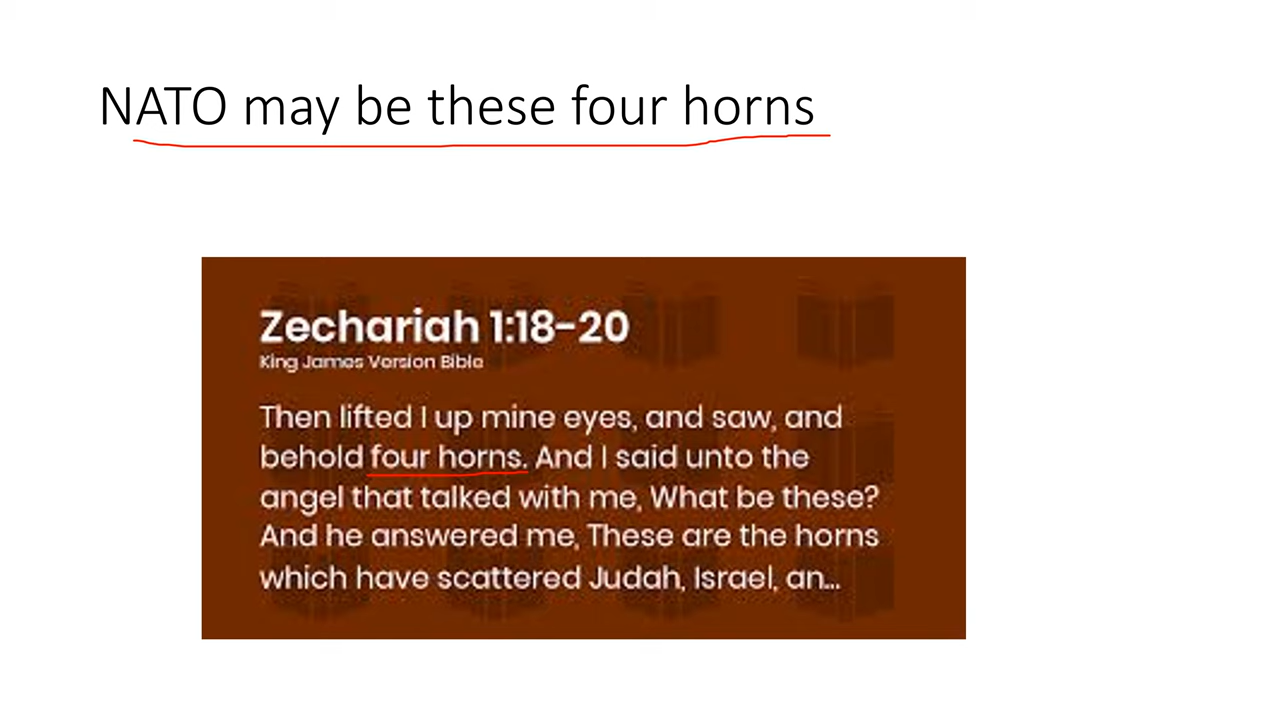 NATO may be these four horns
Zechariah 1:18-20
King James Version Bible
Then lifted I up mine eyes, and saw, and
behold four horns. And I said unto the
angel that talked with me, What be these?
And he answered me, These are the horns
which have scattered Judah, Israel, an...